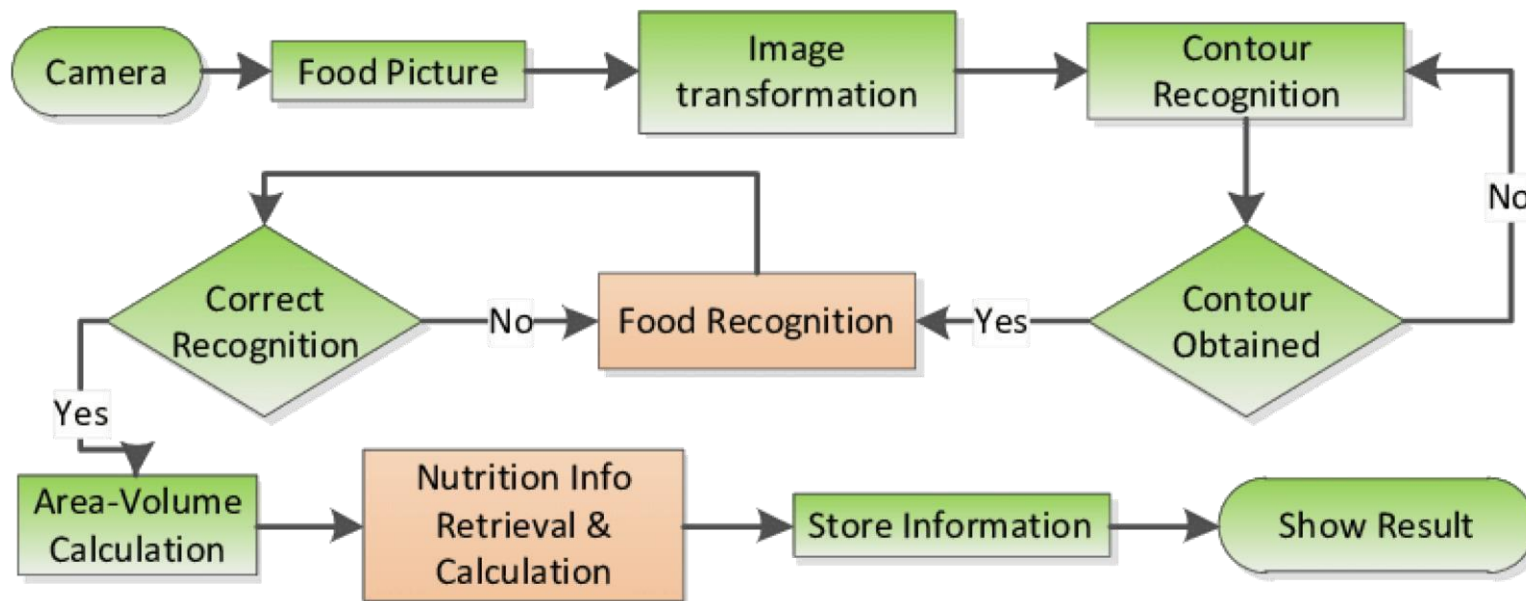 Camera
Food Picture
Image
transformation
Contour
Recognition
No
Correct
Recognition
No
Food Recognition
Yes
Contour
Obtained
Yes
Area-Volume
Calculation
Nutrition Info
Retrieval &
Calculation
Store Information
Show Result